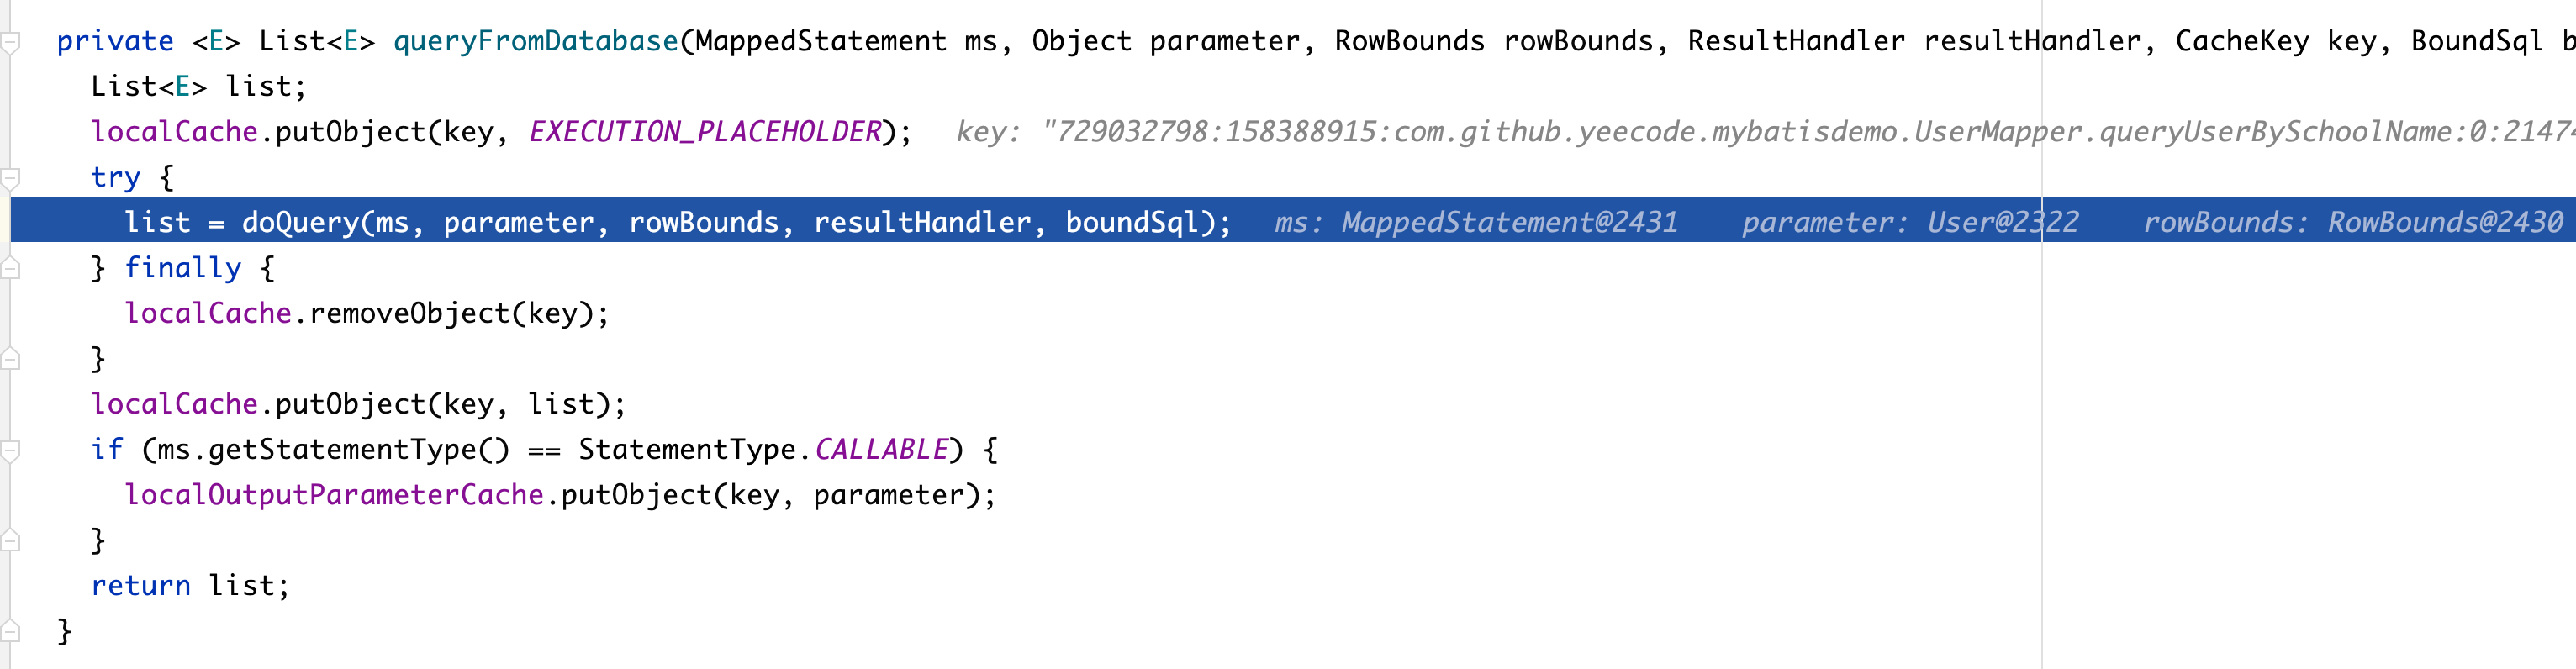 private <E> List<E> queryFromDatabase(MappedStatement ms, Object parameter, RowBounds rowBounds, ResultHandler resultHandler, CacheKey key, BoundSql b
List<E> list;
localCache.putObject(key, EXECUTION_PLACEHOLDER); key: "729032798:158388915:com.github.yeecode.mybatisdemo.UserMapper.queryUserBySchoolName:0:21474
try {
list = doQuery(ms, parameter, rowBounds, resultHandler, boundSql); ms: MappedStatement@2431 parameter: User@2322 rowBounds: RowBounds@2430
} finally {
localCache.removeObject(key);
}
localCache.putObject(key, list);
if (ms.getStatementType() == StatementType.CALLABLE) {
localOutputParameterCache.putObject(key, parameter);
}
return list;
}